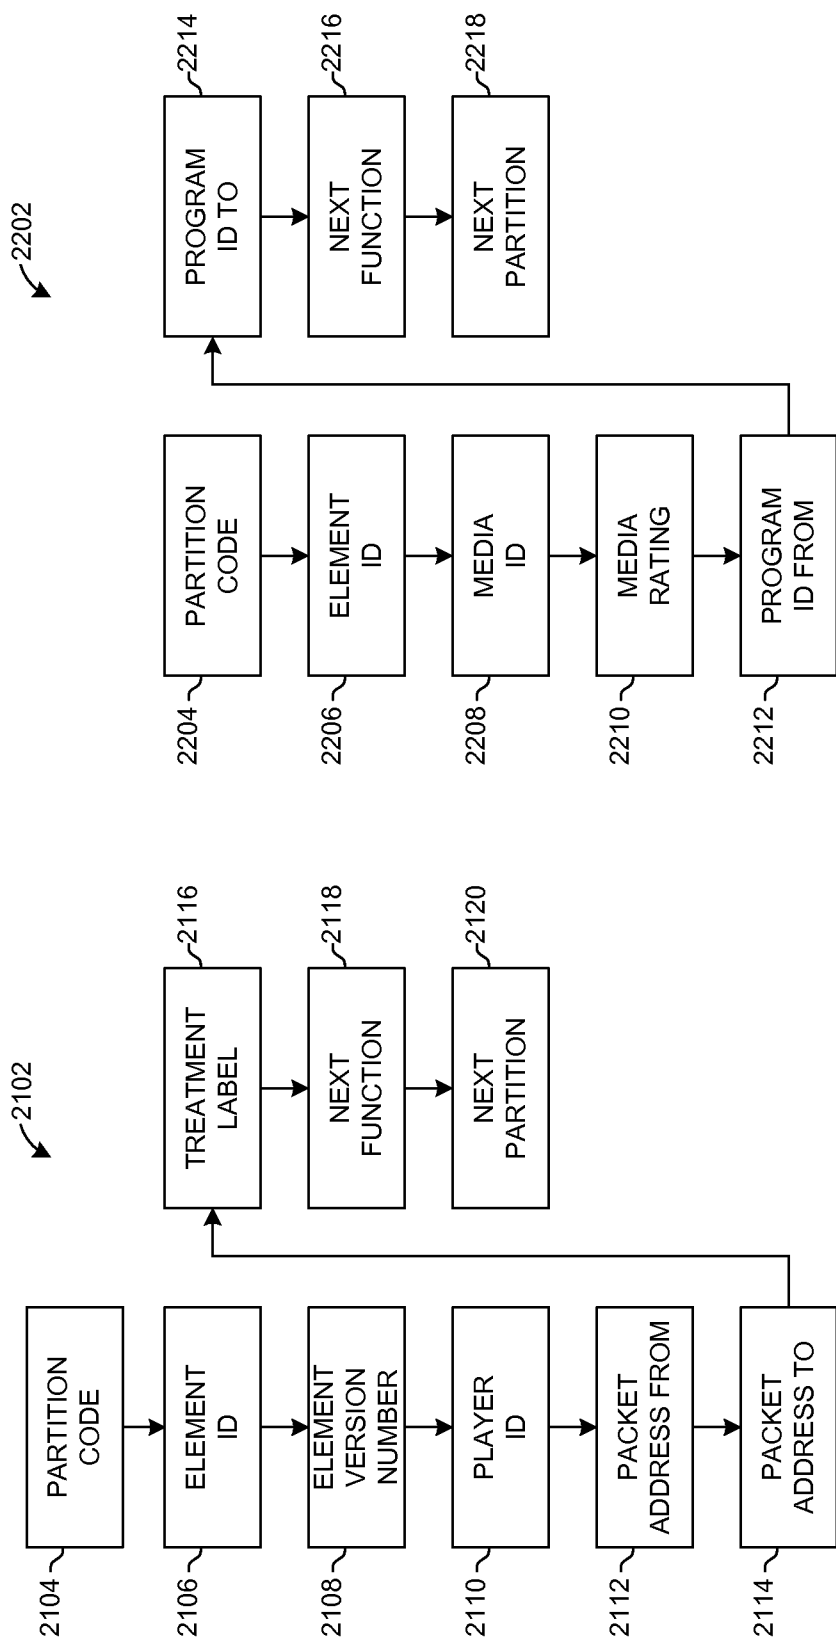 2102
PARTITION
CODE
2104
ELEMENT
ID
2106
ELEMENT
VERSION
NUMBER
2108
PLAYER
ID
2110
PACKET
ADDRESS FROM
2112
PACKET
ADDRESS TO
2114
TREATMENT
LABEL
2116
NEXT
FUNCTION
2118
NEXT
PARTITION
2120
2202
PARTITION
CODE
2204
ELEMENT
ID
2206
MEDIA
ID
2208
MEDIA
RATING
2210
PROGRAM
ID FROM
2212
PROGRAM
ID TO
2214
NEXT
FUNCTION
2216
NEXT
PARTITION
2218